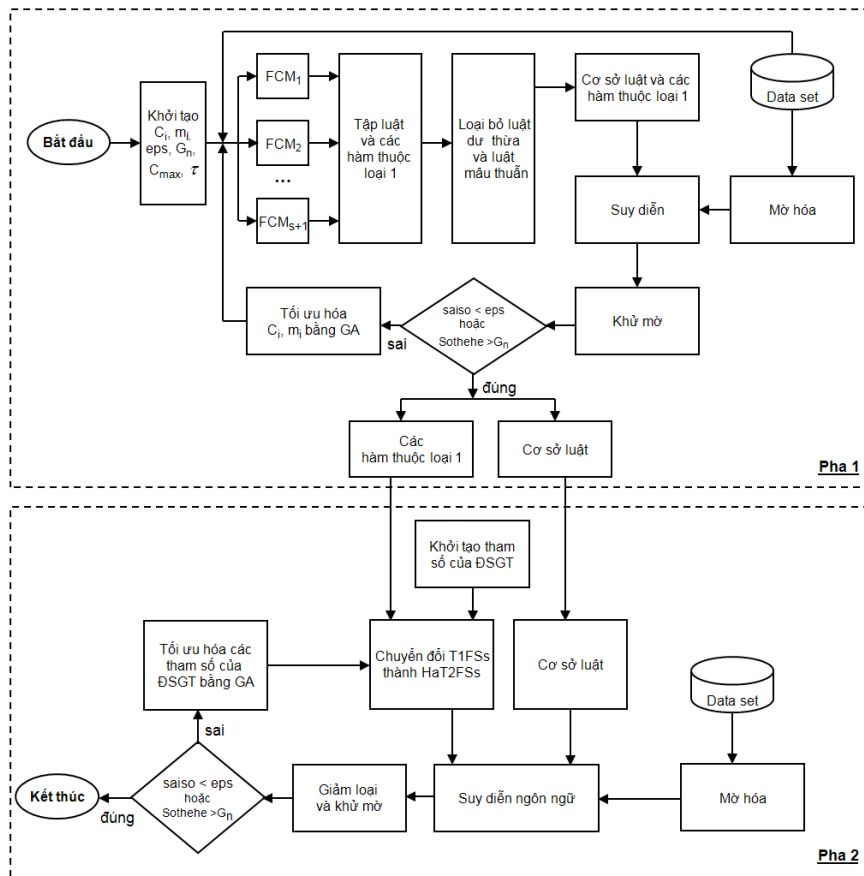 Bắt đầu
Khởi tạo
Cᵢ, mᵢ,
eps, Gₙ,
Cₘₐₓ, τ
FCM₁
FCM₂
...
FCMₛ₊₁
Tập luật
và các
hàm thuộc
loại 1
Loại bỏ luật
dư thừa
và luật
mâu thuẫn
Cơ sở luật và các
hàm thuộc loại 1
Data set
Suy diễn
Mờ hóa
Tối ưu hóa
Cᵢ, mᵢ bằng GA
sai
saiso < eps
hoặc
Sothehe >Gₙ
Khử mờ
đúng
Các
hàm thuộc loại 1
Cơ sở luật
Pha 1
Khởi tạo tham
số của ĐSGT
Tối ưu hóa các
tham số của
ĐSGT bằng GA
Chuyển đổi T1FSs
thành HaT2FSs
Cơ sở luật
Data set
sai
Kết thúc
đúng
saiso < eps
hoặc
Sothehe >Gₙ
Giảm loại
và khử mờ
Suy diễn ngôn ngữ
Mờ hóa
Pha 2